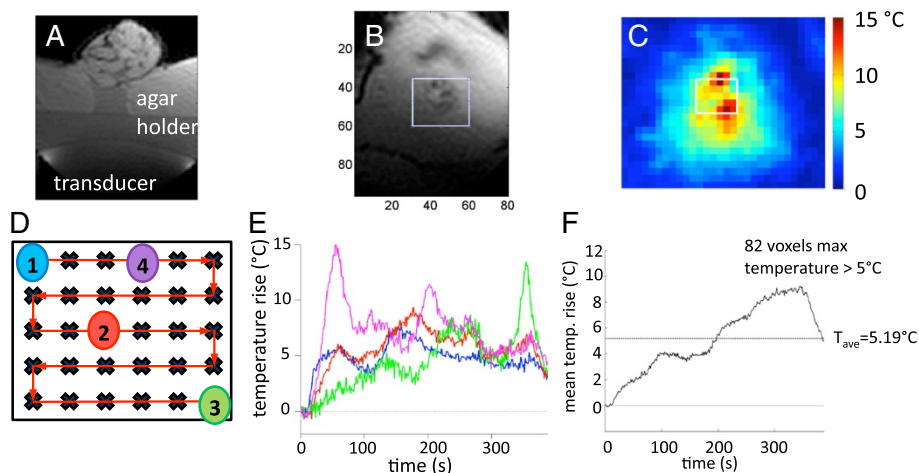 A
agar
holder
transducer
B
20
40
60
80
20 40 60 80
C
15 °C
10
5
0
D
1
4
2
3
E
temperature rise (°C)
15
10
5
0
0 100 200 300
time (s)
F
mean temp. rise (°C)
12
10
8
6
4
2
0
0 100 200 300
time (s)
82 voxels max
temperature > 5°C
Tave=5.19°C